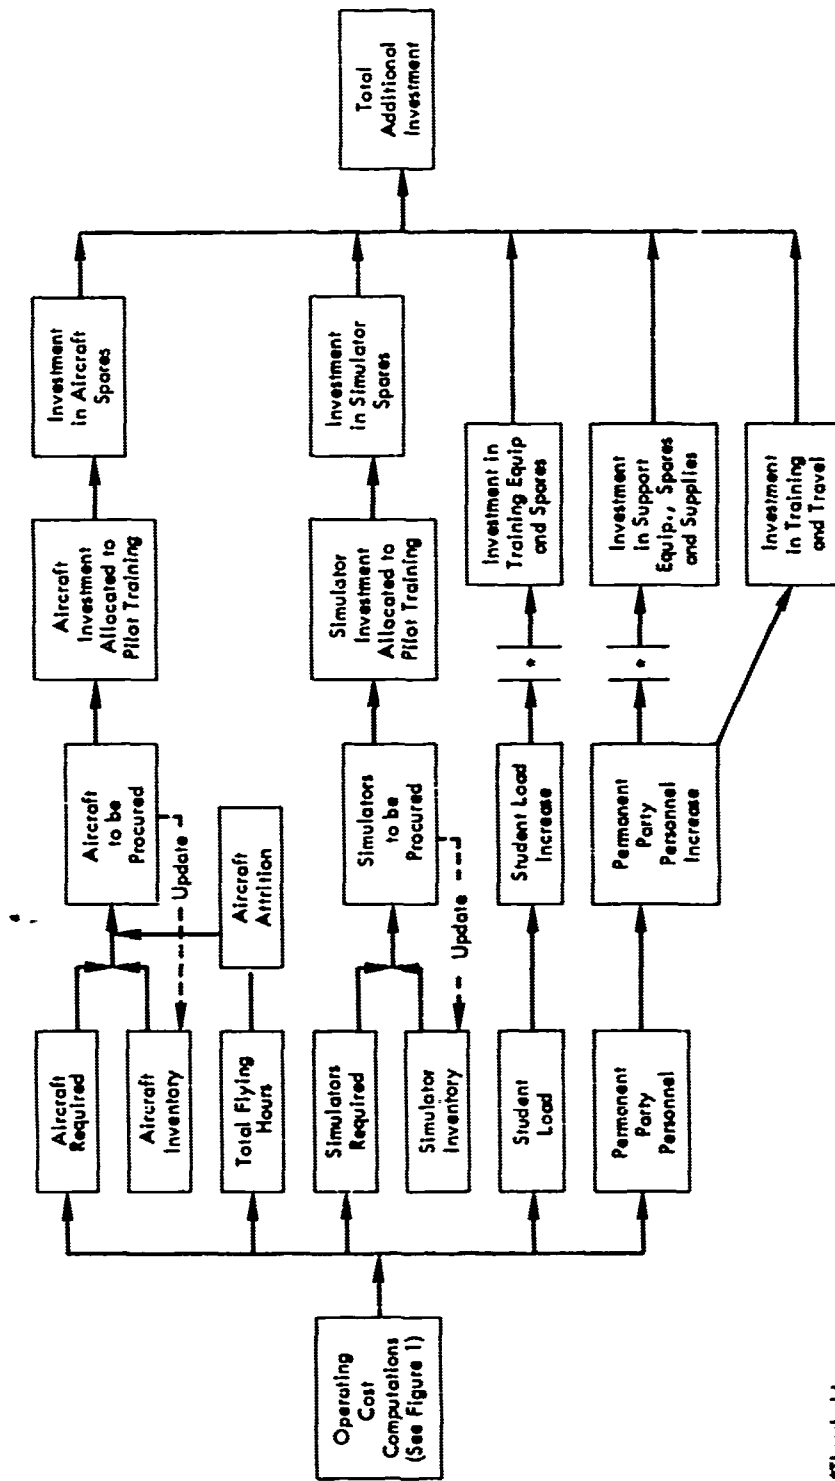 Operating
Cost
Computations
(See Figure 1)
Aircraft
Required
Aircraft
Inventory
Total Flying
Hours
Simulators
Required
Simulator
Inventory
Student
Load
Permanent
Party
Personnel
Aircraft
to be
Procured
Update
Aircraft
Attrition
Simulators
to be
Procured
Update
Student Load
Increase
Permanent
Party
Personnel
Increase
*
*
Aircraft
Investment
Allocated to
Pilot Training
Simulator
Investment
Allocated to
Pilot Training
Investment in
Training Equip
and Spares
Investment
in Support
Equip., Spares
and Supplies
Investment
in Training
and Travel
Investment
in Aircraft
Spares
Investment
in Simulator
Spares
Total
Additional
Investment